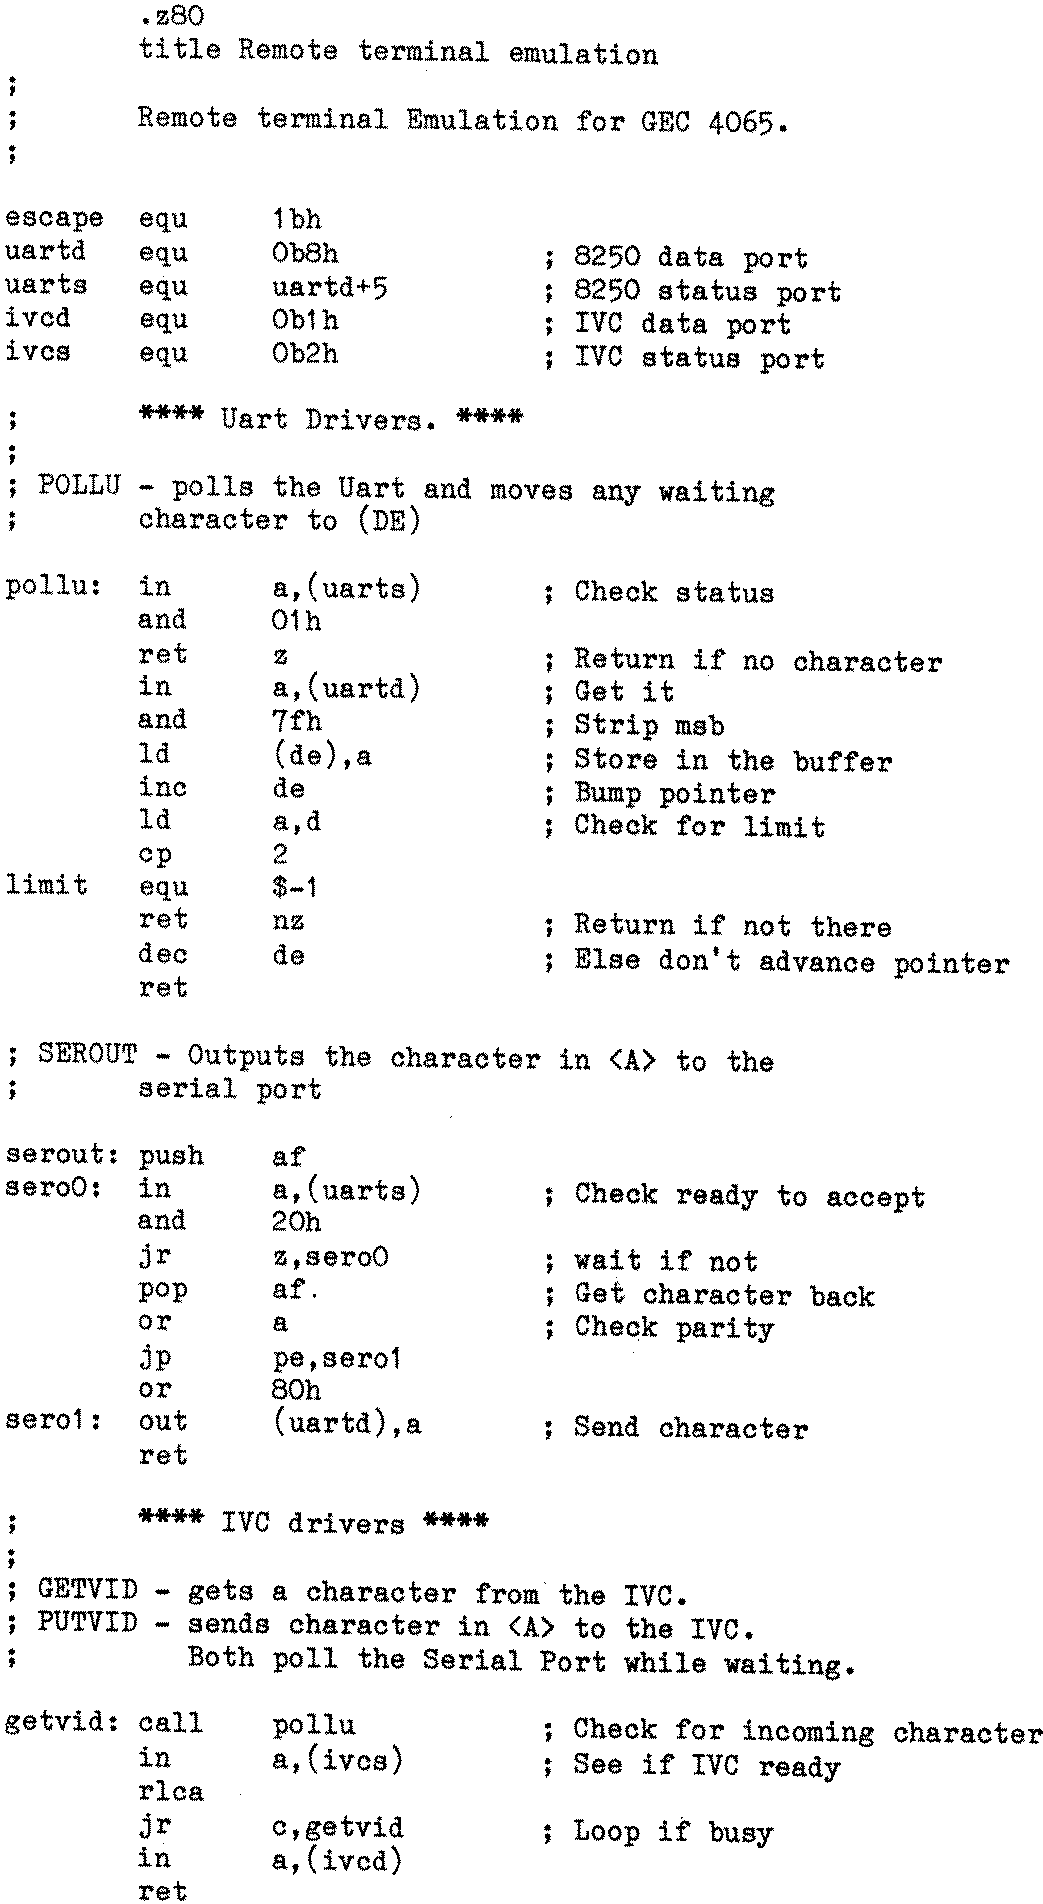 .z80
title Remote terminal emulation
;
; Remote terminal Emulation for GEC 4065.
;
escape equ 1bh
uartd equ 0b8h ; 8250 data port
uarts equ uartd+5 ; 8250 status port
ivcd equ 0b1h ; IVC data port
ivcs equ 0b2h ; IVC status port
; **** Uart Drivers. ****
;
; POLLU - polls the Uart and moves any waiting
; character to (DE)
pollu: in a,(uarts) ; Check status
and 01h
ret z ; Return if no character
in a,(uartd) ; Get it
and 7fh ; Strip msb
ld (de),a ; Store in the buffer
inc de ; Bump pointer
ld a,d ; Check for limit
cp 2
limit equ $-1
ret nz ; Return if not there
dec de ; Else don't advance pointer
ret
; SEROUT - Outputs the character in <A> to the
; serial port
serout: push af
sero0: in a,(uarts) ; Check ready to accept
and 20h
jr z,sero0 ; wait if not
pop af. ; Get character back
or a ; Check parity
jp pe,sero1
or 80h
sero1: out (uartd),a ; Send character
ret
; **** IVC drivers ****
;
; GETVID - gets a character from the IVC.
; PUTVID - sends character in <A> to the IVC.
; Both poll the Serial Port while waiting.
getvid: call pollu ; Check for incoming character
in a,(ivcs) ; See if IVC ready
rlca
jr c,getvid ; Loop if busy
in a,(ivcd)
ret